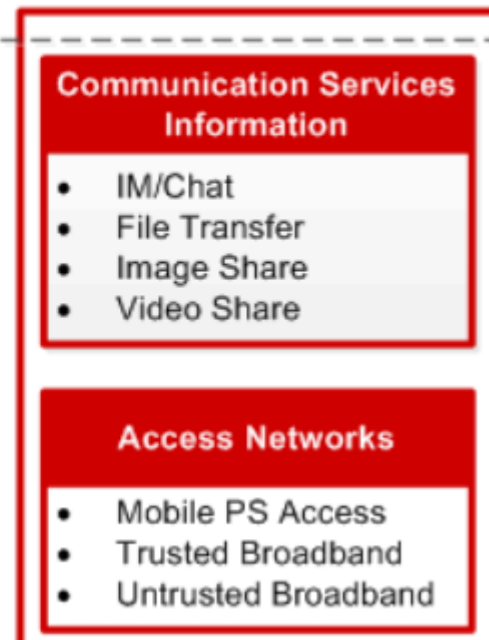 Communication Services
Information
• IM/Chat
• File Transfer
• Image Share
• Video Share
Access Networks
• Mobile PS Access
• Trusted Broadband
• Untrusted Broadband